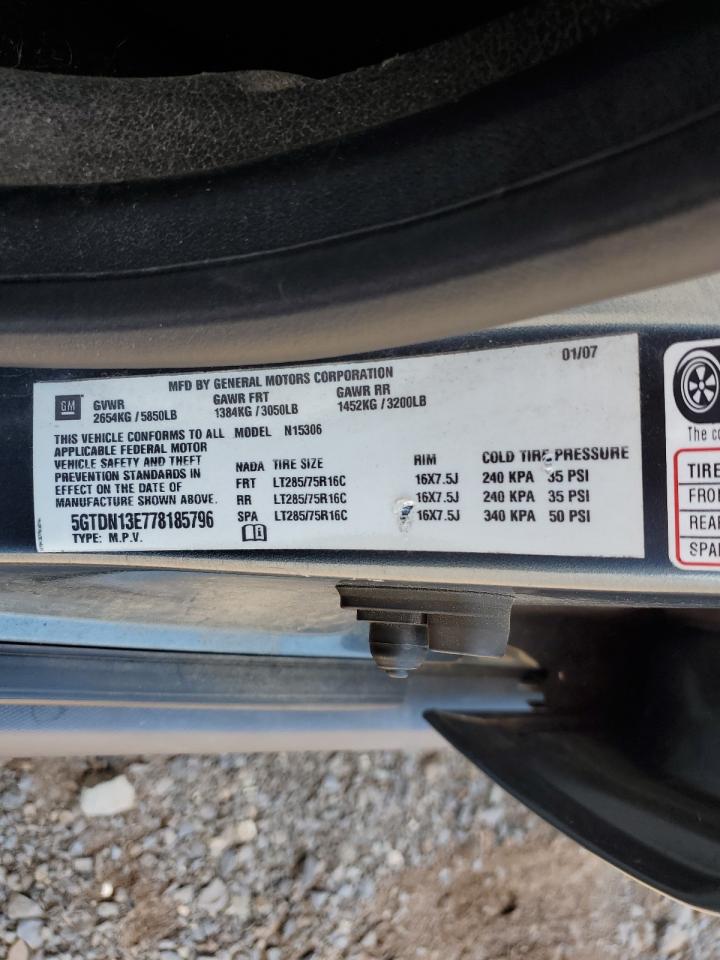 01/07
MFD BY GENERAL MOTORS CORPORATION
GM GVWR GAWR FRT GAWR RR
2654KG / 5850LB 1384KG / 3050LB 1452KG / 3200LB
THIS VEHICLE CONFORMS TO ALL MODEL N15306
APPLICABLE FEDERAL MOTOR
VEHICLE SAFETY AND THEFT
PREVENTION STANDARDS IN
EFFECT ON THE DATE OF
MANUFACTURE SHOWN ABOVE.
5GTDN13E778185796
TYPE: M.P.V.
NADA TIRE SIZE RIM COLD TIRE PRESSURE
FRT LT285/75R16C 16X7.5J 240 KPA 35 PSI
RR LT285/75R16C 16X7.5J 240 KPA 35 PSI
SPA LT285/75R16C 16X7.5J 340 KPA 50 PSI
The co
TIRE
FRO
REA
SPA